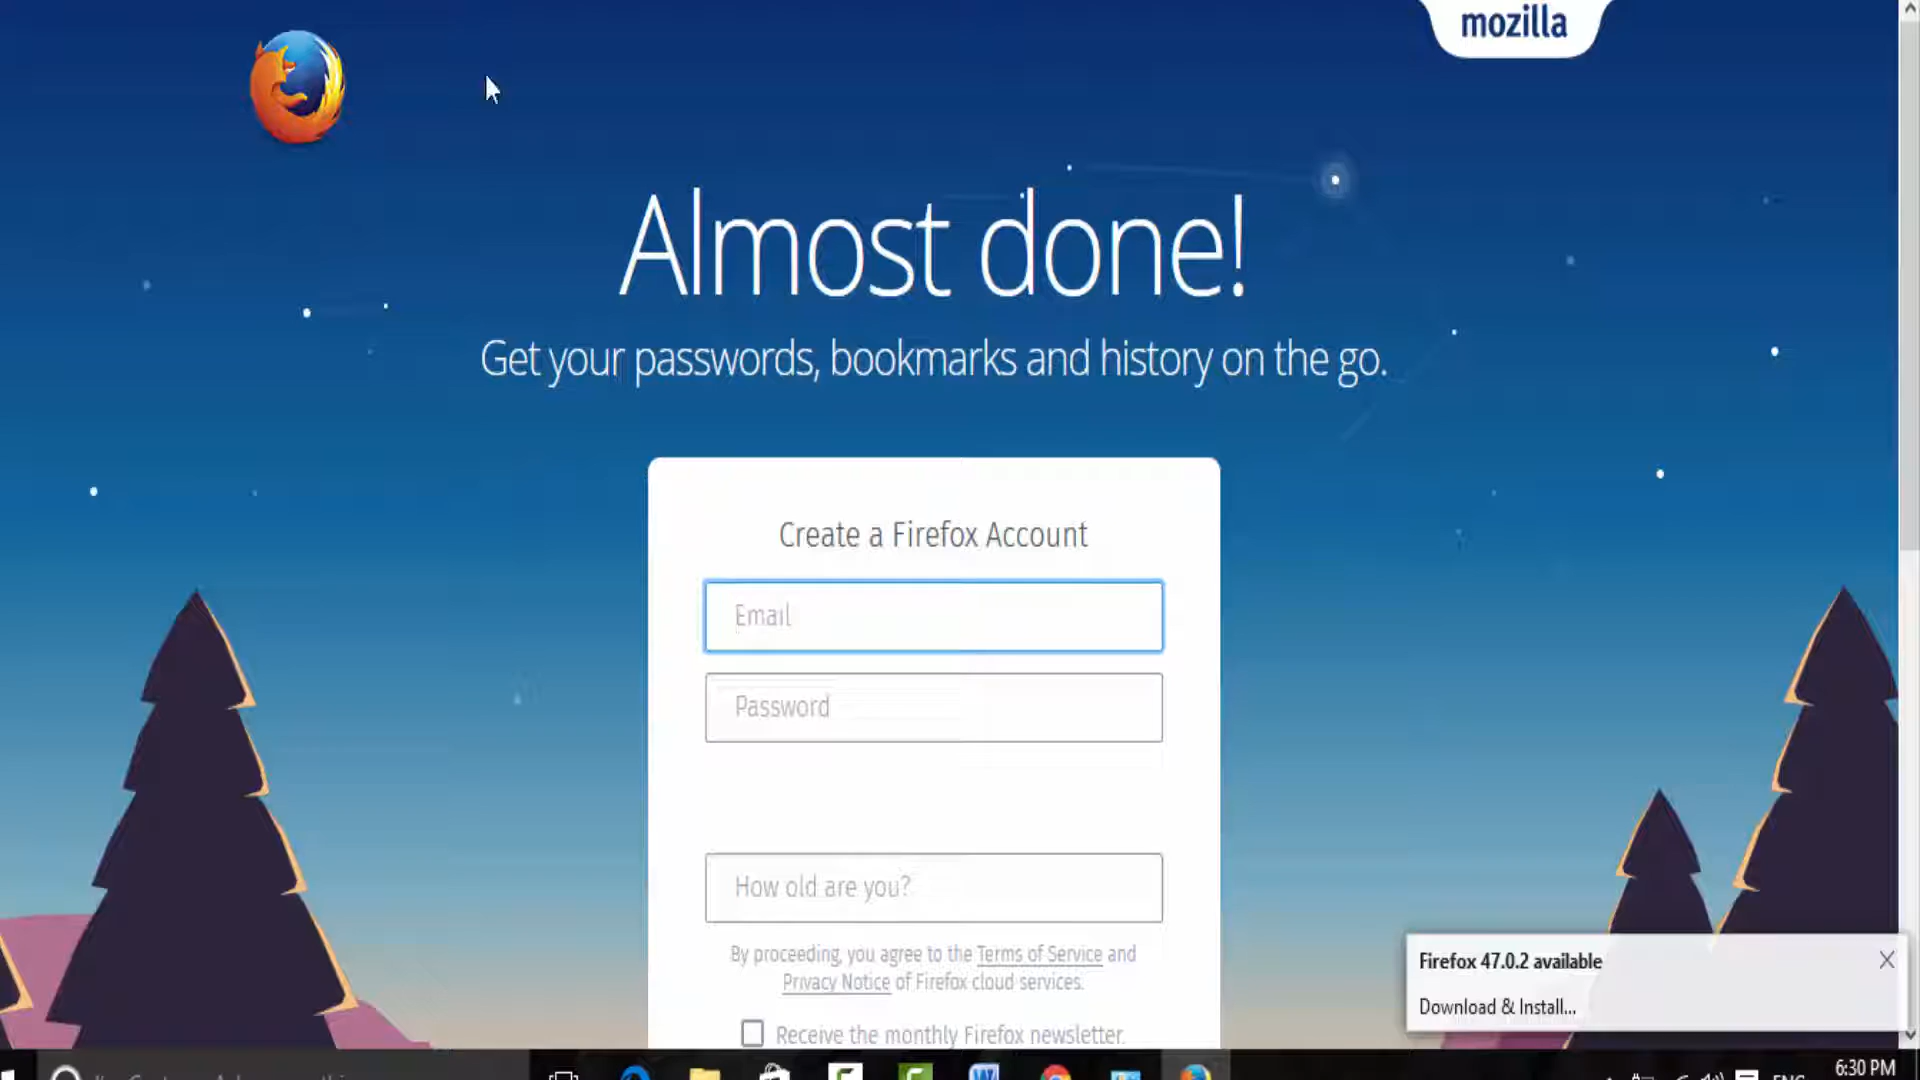 mozilla
Almost done!
Get your passwords, bookmarks and history on the go.
Create a Firefox Account
Email
Password
How old are you?
By proceeding, you agree to the Terms of Service and
Privacy Notice of Firefox cloud services.
Receive the monthly Firefox newsletter.
Firefox 47.0.2 available
Download & Install...
6:30 PM
ENG